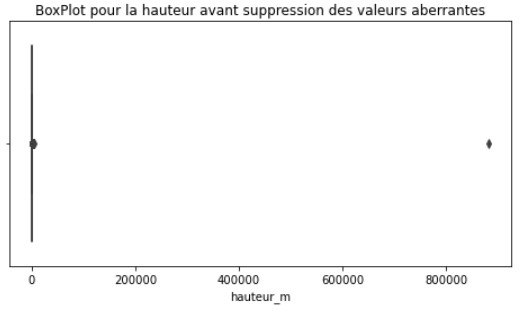 BoxPlot pour la hauteur avant suppression des valeurs aberrantes
0 200000 400000 600000 800000
hauteur_m